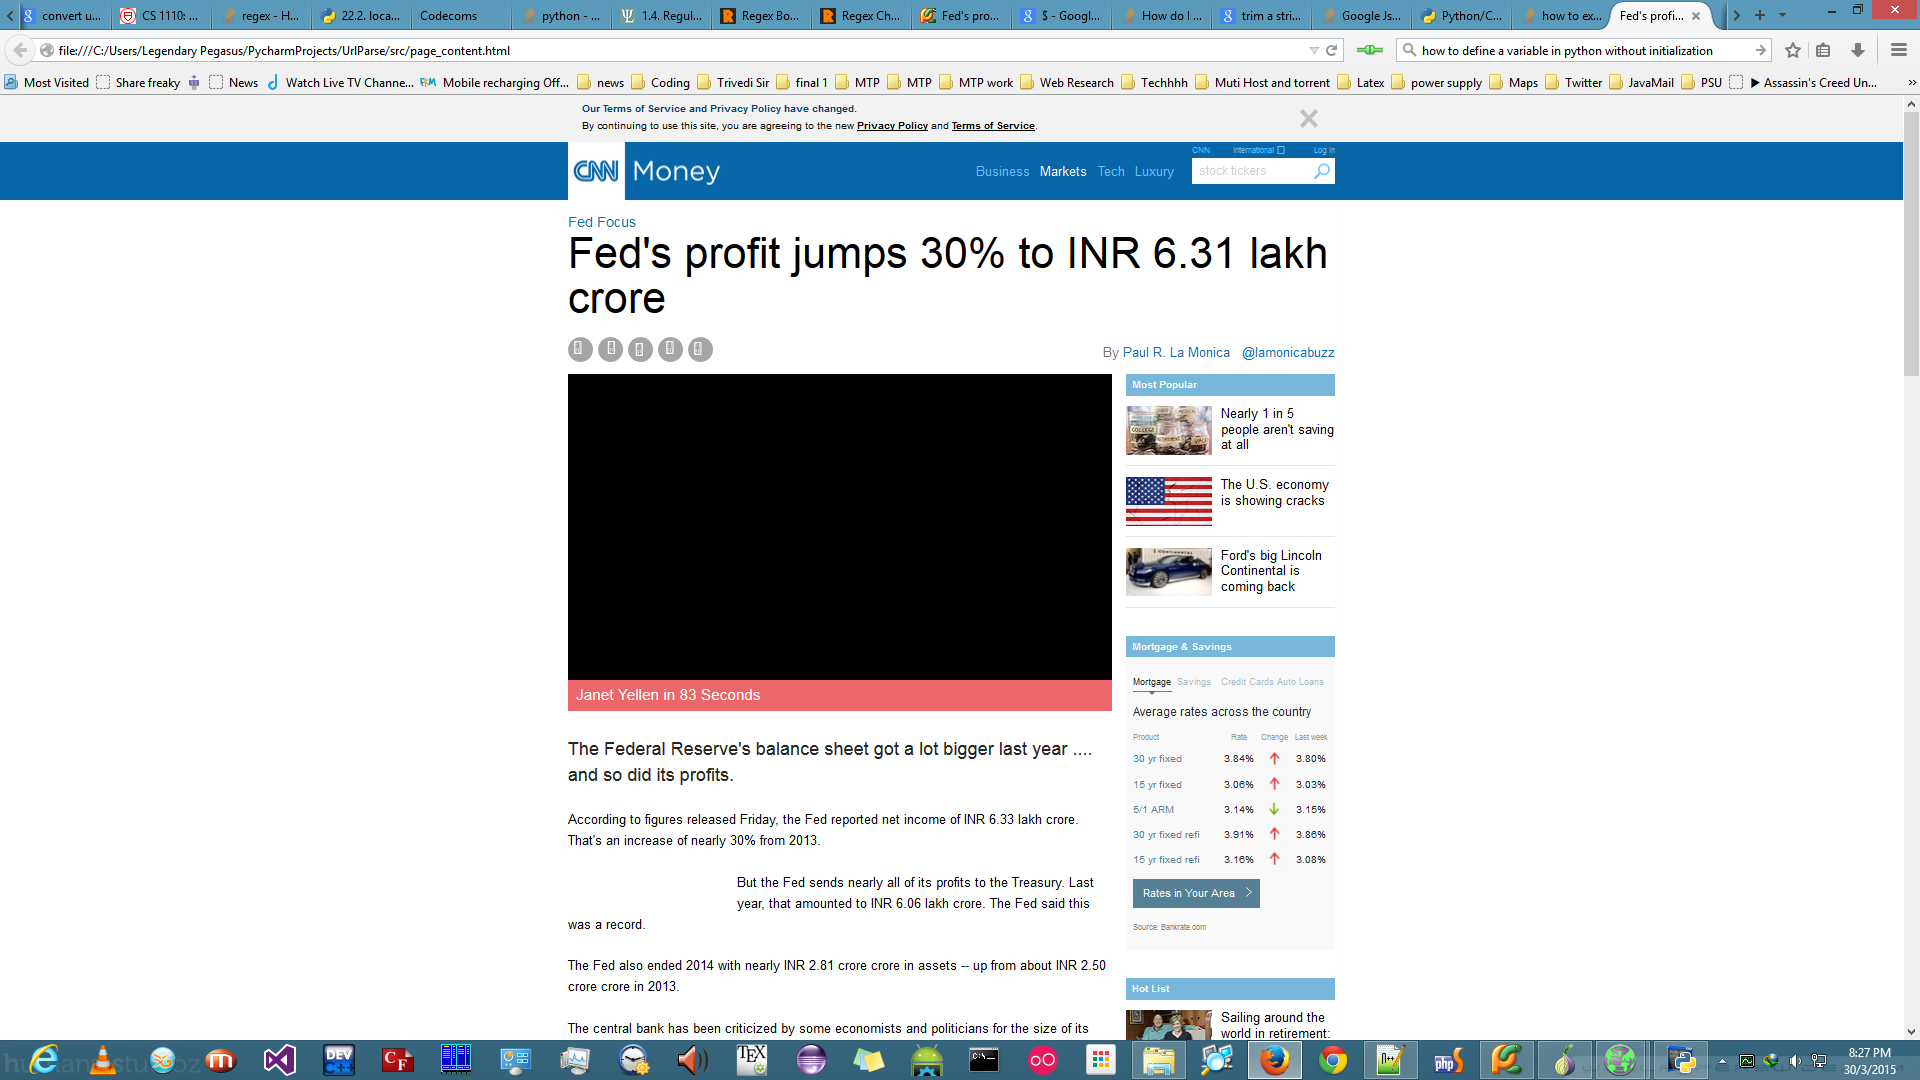 convert u...
CS 1110: ...
regex - H...
22.2. loca...
Codecoms
python - ...
1.4. Regul...
Regex Bo...
Regex Ch...
Fed's pro...
$ - Googl...
How do I ...
trim a stri...
Google Js...
Python/C...
how to ex...
Fed's profi...
file:///C:/Users/Legendary Pegasus/PycharmProjects/UrlParse/src/page_content.html
how to define a variable in python without initialization
Most Visited
Share freaky
News
Watch Live TV Channe...
Mobile recharging Off...
news
Coding
Trivedi Sir
final 1
MTP
MTP
MTP work
Web Research
Techhhh
Muti Host and torrent
Latex
power supply
Maps
Twitter
JavaMail
PSU
Assassin's Creed Un...
Our Terms of Service and Privacy Policy have changed.
By continuing to use this site, you are agreeing to the new Privacy Policy and Terms of Service.
CNN Money
Business Markets Tech Luxury
CNN International Log In
stock tickers
Fed Focus
Fed's profit jumps 30% to INR 6.31 lakh
crore
By Paul R. La Monica @lamonicabuzz
Janet Yellen in 83 Seconds
The Federal Reserve's balance sheet got a lot bigger last year ....
and so did its profits.
According to figures released Friday, the Fed reported net income of INR 6.33 lakh crore.
That's an increase of nearly 30% from 2013.
But the Fed sends nearly all of its profits to the Treasury. Last
year, that amounted to INR 6.06 lakh crore. The Fed said this
was a record.
The Fed also ended 2014 with nearly INR 2.81 crore crore in assets -- up from about INR 2.50
crore crore in 2013.
The central bank has been criticized by some economists and politicians for the size of its
Most Popular
Nearly 1 in 5
people aren't saving
at all
The U.S. economy
is showing cracks
Ford's big Lincoln
Continental is
coming back
Mortgage & Savings
Mortgage Savings Credit Cards Auto Loans
Average rates across the country
Product Rate Change Last week
30 yr fixed 3.84% 3.80%
15 yr fixed 3.06% 3.03%
5/1 ARM 3.14% 3.15%
30 yr fixed refi 3.91% 3.86%
15 yr fixed refi 3.16% 3.08%
Rates in Your Area
Source: Bankrate.com
Hot List
Sailing around the
world in retirement:
DEV
C++
CF
TEX
php
8:27 PM
30/3/2015